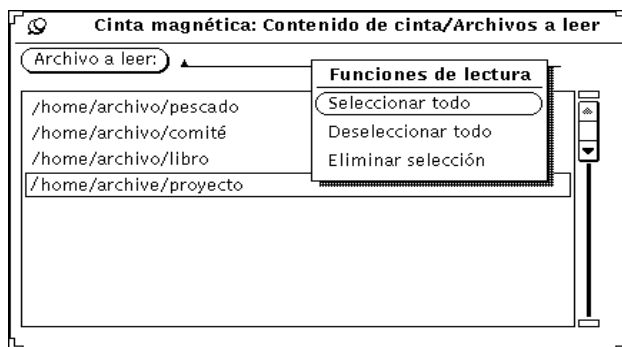 Cinta magnética: Contenido de cinta/Archivos a leer
Archivo a leer:
Funciones de lectura
Seleccionar todo
Deseleccionar todo
Eliminar selección
/home/archivo/pescado
/home/archivo/comité
/home/archivo/libro
/home/archive/proyecto